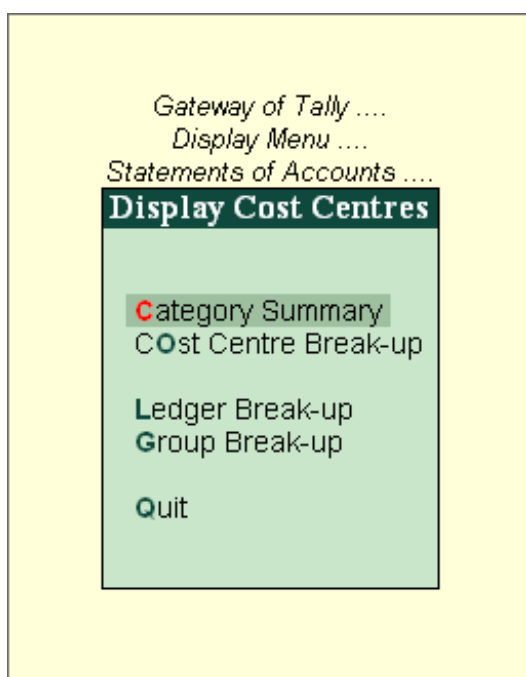 Gateway of Tally ....
Display Menu ....
Statements of Accounts ....
Display Cost Centres
Category Summary
COst Centre Break-up
Ledger Break-up
Group Break-up
Quit